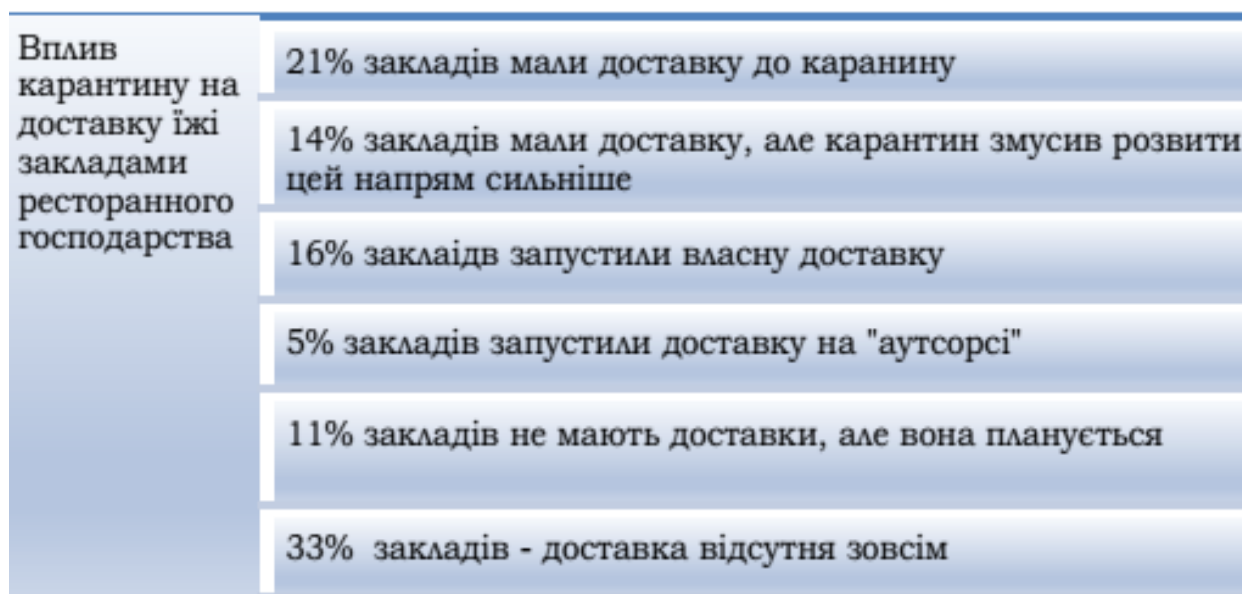 Вплив
карантину на
доставку їжі
закладами
ресторанного
господарства
21% закладів мали доставку до каранину
14% закладів мали доставку, але карантин змусив розвити
цей напрям сильніше
16% заклаідв запустили власну доставку
5% закладів запустили доставку на "аутсорсі"
11% закладів не мають доставки, але вона планується
33% закладів - доставка відсутня зовсім